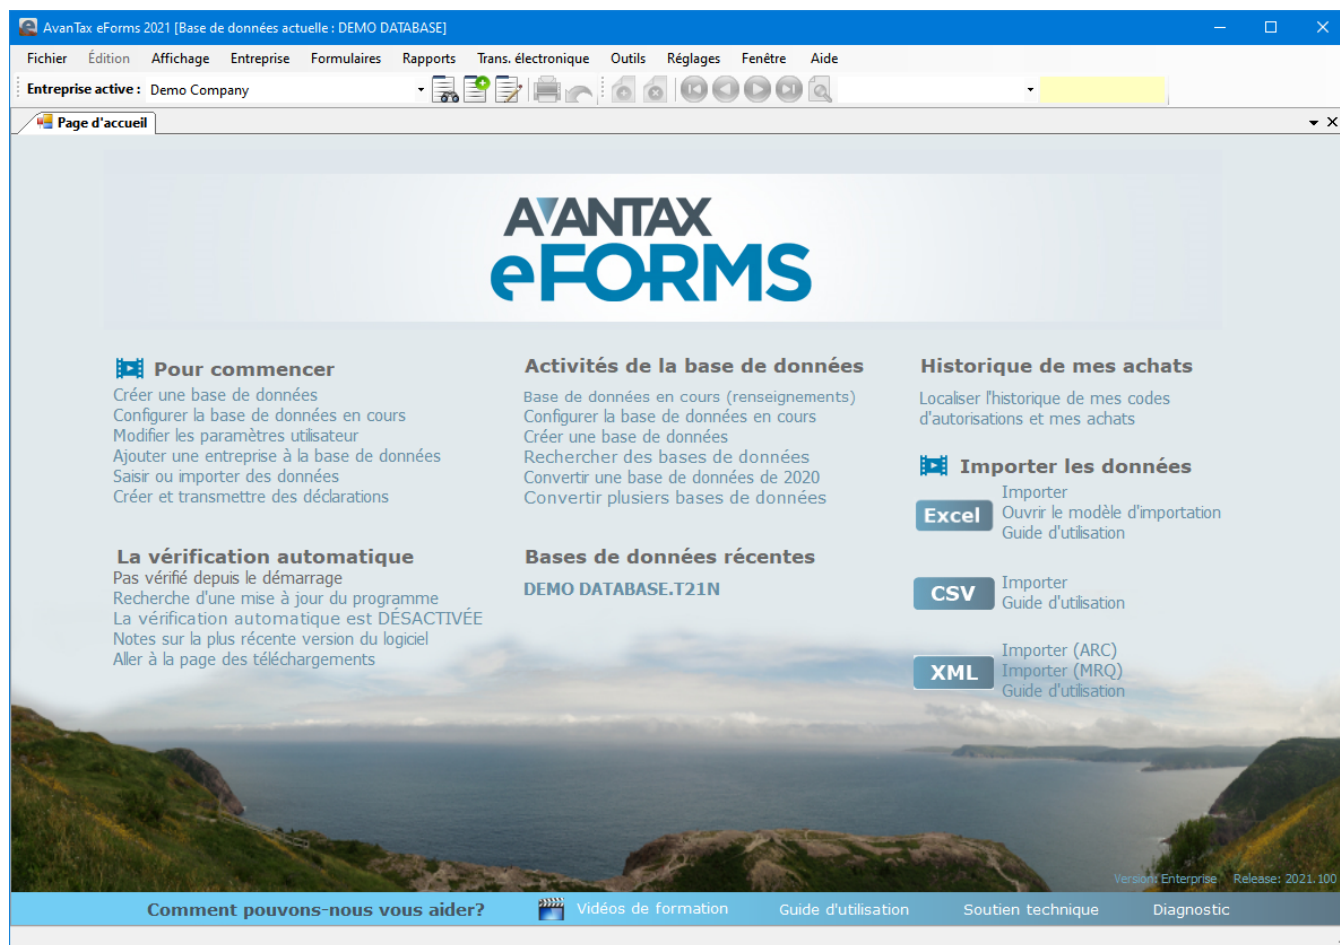 AvanTax eForms 2021 [Base de données actuelle : DEMO DATABASE]
Fichier Édition Affichage Entreprise Formulaires Rapports Trans. électronique Outils Réglages Fenêtre Aide
Entreprise active : Demo Company
Page d'accueil
AVANTAX
eFORMS
Pour commencer
Créer une base de données
Configurer la base de données en cours
Modifier les paramètres utilisateur
Ajouter une entreprise à la base de données
Saisir ou importer des données
Créer et transmettre des déclarations
La vérification automatique
Pas vérifié depuis le démarrage
Recherche d'une mise à jour du programme
La vérification automatique est DÉSACTIVÉE
Notes sur la plus récente version du logiciel
Aller à la page des téléchargements
Activités de la base de données
Base de données en cours (renseignements)
Configurer la base de données en cours
Créer une base de données
Rechercher des bases de données
Convertir une base de données de 2020
Convertir plusiers bases de données
Bases de données récentes
DEMO DATABASE.T21N
Historique de mes achats
Localiser l'historique de mes codes
d'autorisations et mes achats
Importer les données
Excel
Importer
Ouvrir le modèle d'importation
Guide d'utilisation
CSV
Importer
Guide d'utilisation
XML
Importer (ARC)
Importer (MRQ)
Guide d'utilisation
Version: Enterprise Release: 2021.100
Comment pouvons-nous vous aider? Vidéos de formation Guide d'utilisation Soutien technique Diagnostic